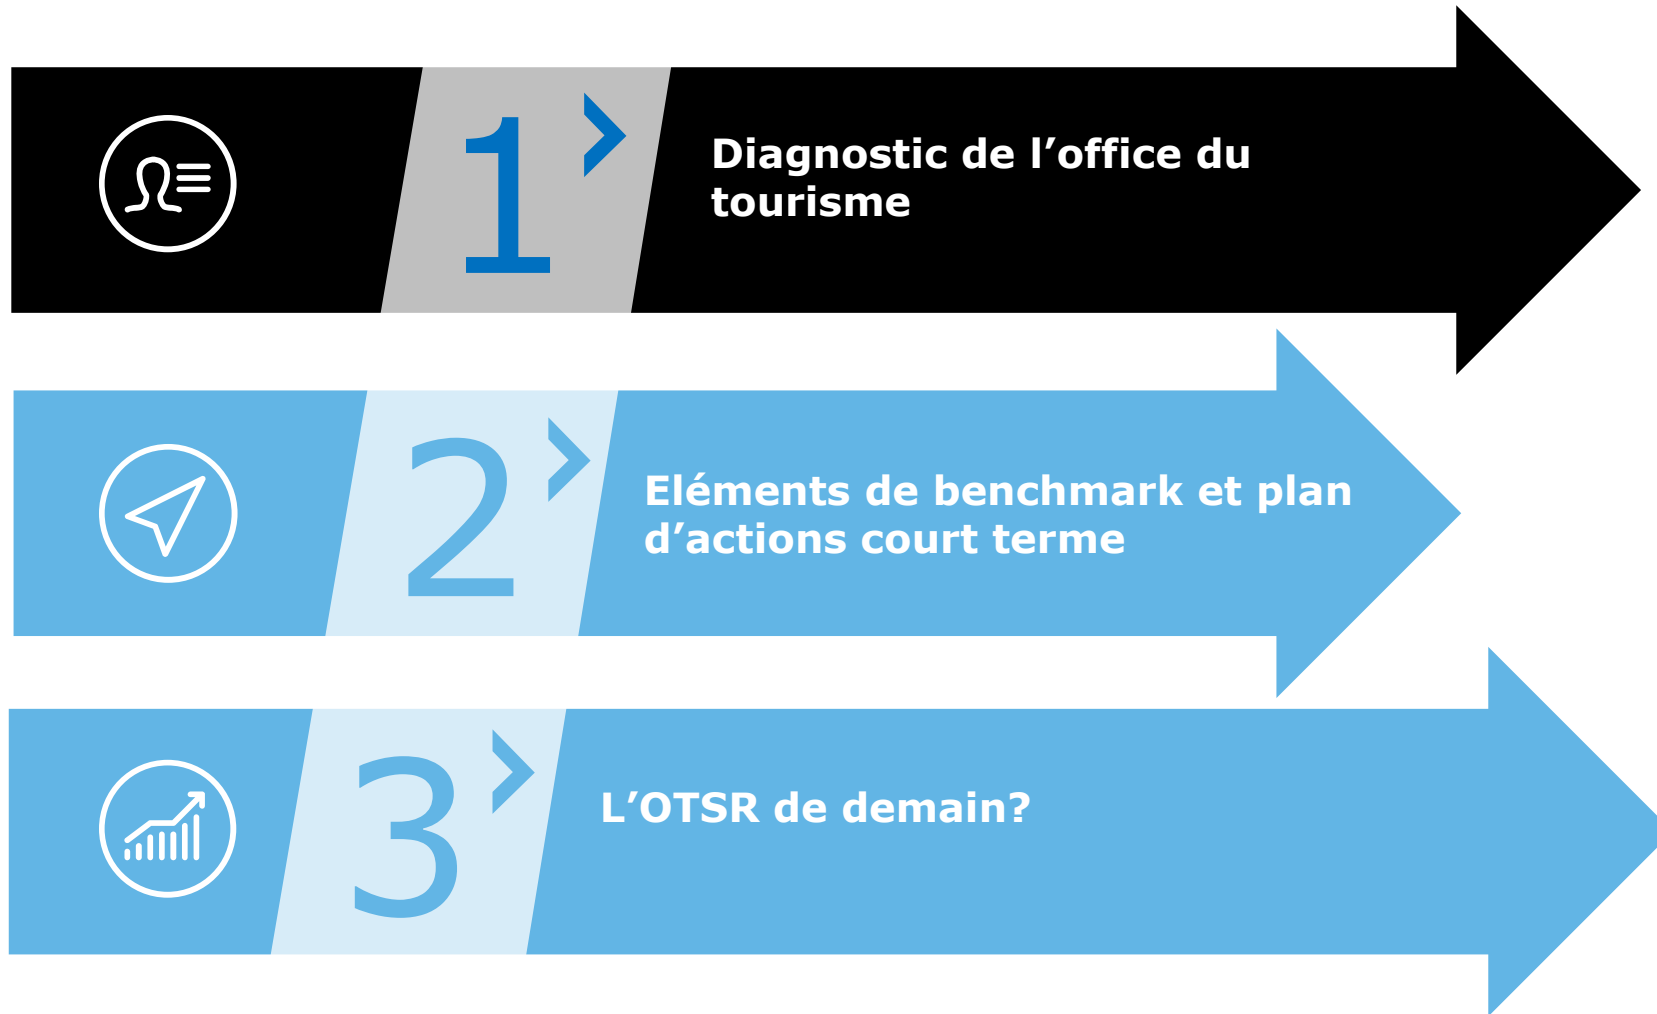 1
Diagnostic de l’office du
tourisme
2
Eléments de benchmark et plan
d’actions court terme
3
L’OTSR de demain?